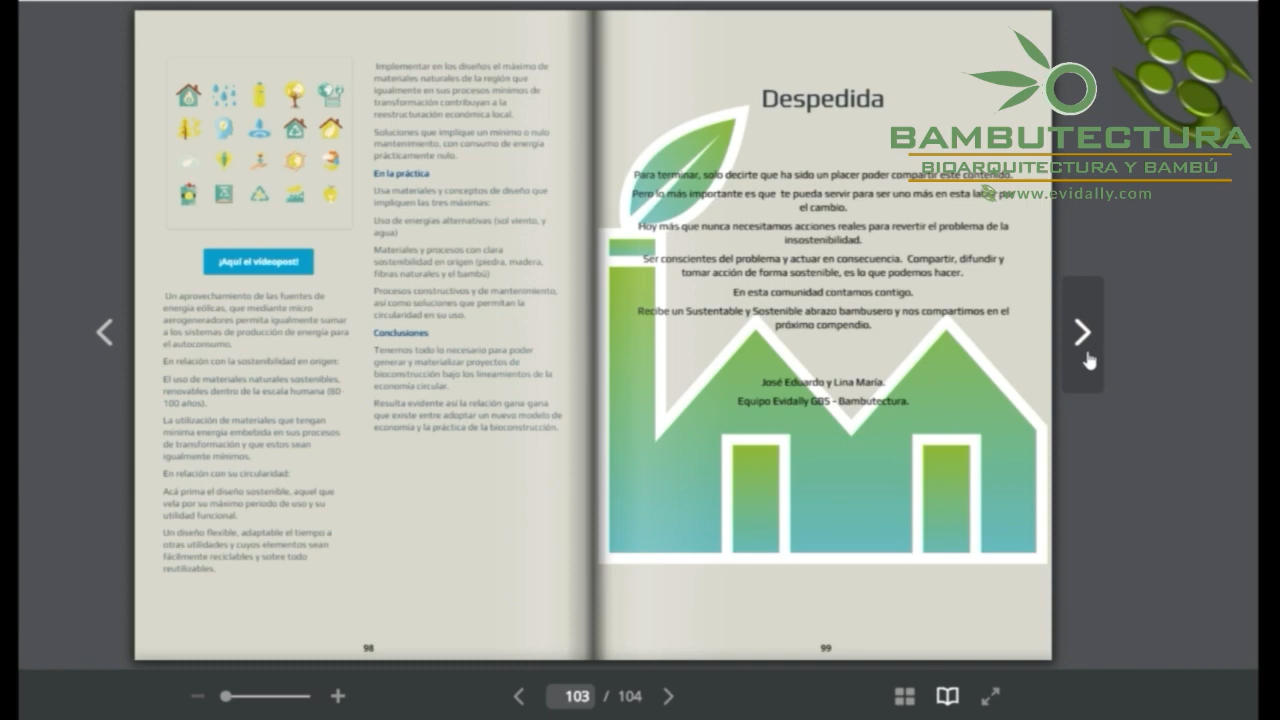 ¡Aquí el vídeopost!
Un aprovechamiento de las fuentes de
energía eólicas, que mediante micro
aerogeneradores permita igualmente sumar
a los sistemas de producción de energía para
el autoconsumo.
En relación con la sostenibilidad en origen:
El uso de materiales naturales sostenibles,
renovables dentro de la escala humana (80-
100 años).
La utilización de materiales que tengan
mínima energía embebida en sus procesos
de transformación y que estos sean
igualmente mínimos.
En relación con su circularidad:
Acá prima el diseño sostenible, aquel que
vela por su máximo periodo de uso y su
utilidad funcional.
Un diseño flexible, adaptable el tiempo a
otras utilidades y cuyos elementos sean
fácilmente reciclables y sobre todo
reutilizables.
98
Implementar en los diseños el máximo de
materiales naturales de la región que
igualmente en sus procesos mínimos de
transformación contribuyan a la
reestructuración económica local.
Soluciones que implique un mínimo o nulo
mantenimiento, con consumo de energía
prácticamente nulo.
En la práctica
Usa materiales y conceptos de diseño que
impliquen las tres máximas:
Uso de energías alternativas (sol viento, y
agua)
Materiales y procesos con clara
sostenibilidad en origen (piedra, madera,
fibras naturales y el bambú)
Procesos constructivos y de mantenimiento,
así como soluciones que permitan la
circularidad en su uso.
Conclusiones
Tenemos todo lo necesario para poder
generar y materializar proyectos de
bioconstrucción bajo los lineamientos de la
economía circular.
Resulta evidente así la relación gana-gana
que existe entre adoptar un nuevo modelo de
economía y la práctica de la bioconstrucción.
Despedida
Para terminar, solo decirte que ha sido un placer poder compartir este contenido.
Pero lo más importante es que te pueda servir para ser uno más en esta labor por
el cambio.
Hoy más que nunca necesitamos acciones reales para revertir el problema de la
insostenibilidad.
Ser conscientes del problema y actuar en consecuencia. Compartir, difundir y
tomar acción de forma sostenible, es lo que podemos hacer.
En esta comunidad contamos contigo.
Recibe un Sustentable y Sostenible abrazo bambusero y nos compartimos en el
próximo compendio.
José Eduardo y Lina María.
Equipo Evidally GBS - Bambutectura.
99
BAMBUTECTURA
BIOARQUITECTURA Y BAMBÚ
www.evidally.com
103 / 104